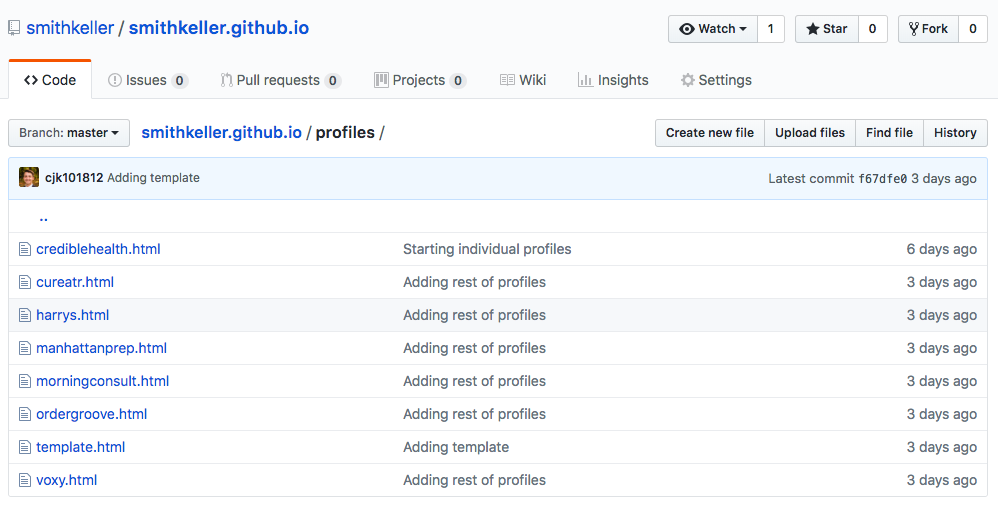 smithkeller / smithkeller.github.io Watch 1 Star 0 Fork 0
Code Issues 0 Pull requests 0 Projects 0 Wiki Insights Settings
Branch: master smithkeller.github.io / profiles / Create new file Upload files Find file History
cjk101812 Adding template Latest commit f67dfe0 3 days ago
..
crediblehealth.html Starting individual profiles 6 days ago
cureatr.html Adding rest of profiles 3 days ago
harrys.html Adding rest of profiles 3 days ago
manhattanprep.html Adding rest of profiles 3 days ago
morningconsult.html Adding rest of profiles 3 days ago
ordergroove.html Adding rest of profiles 3 days ago
template.html Adding template 3 days ago
voxy.html Adding rest of profiles 3 days ago